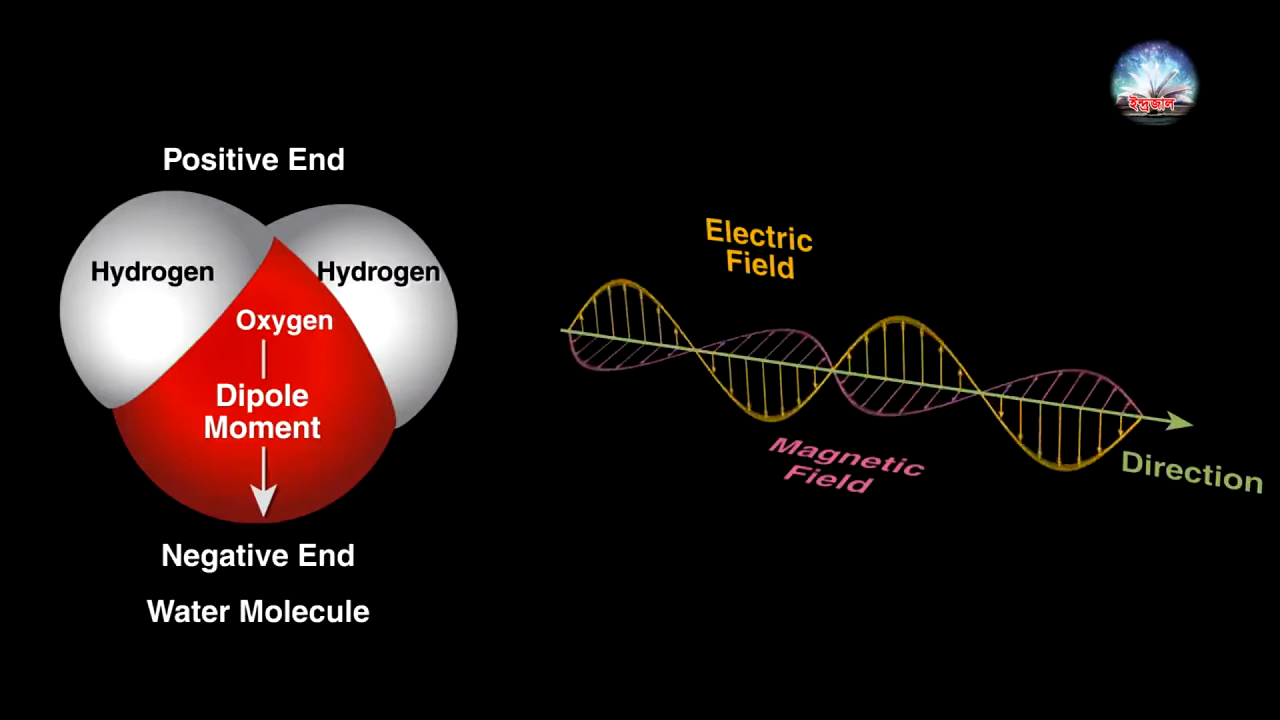 ইন্দ্রজাল
Positive End
Hydrogen
Hydrogen
Oxygen
Dipole
Moment
Negative End
Water Molecule
Electric
Field
Magnetic
Field
Direction